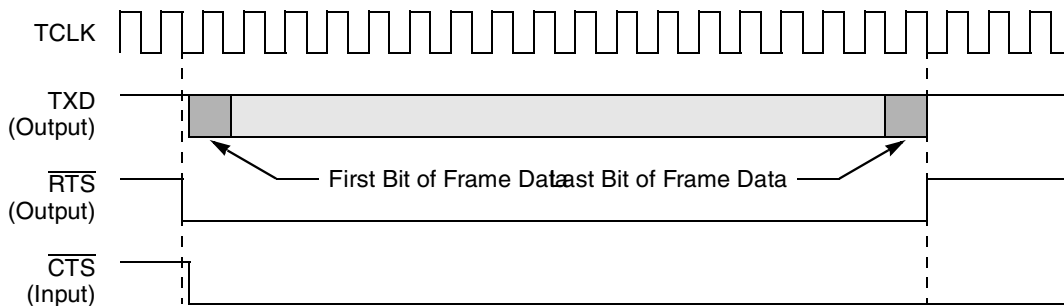 TCLK
TXD
(Output)
First Bit of Frame Data
Last Bit of Frame Data
RTS
(Output)
CTS
(Input)